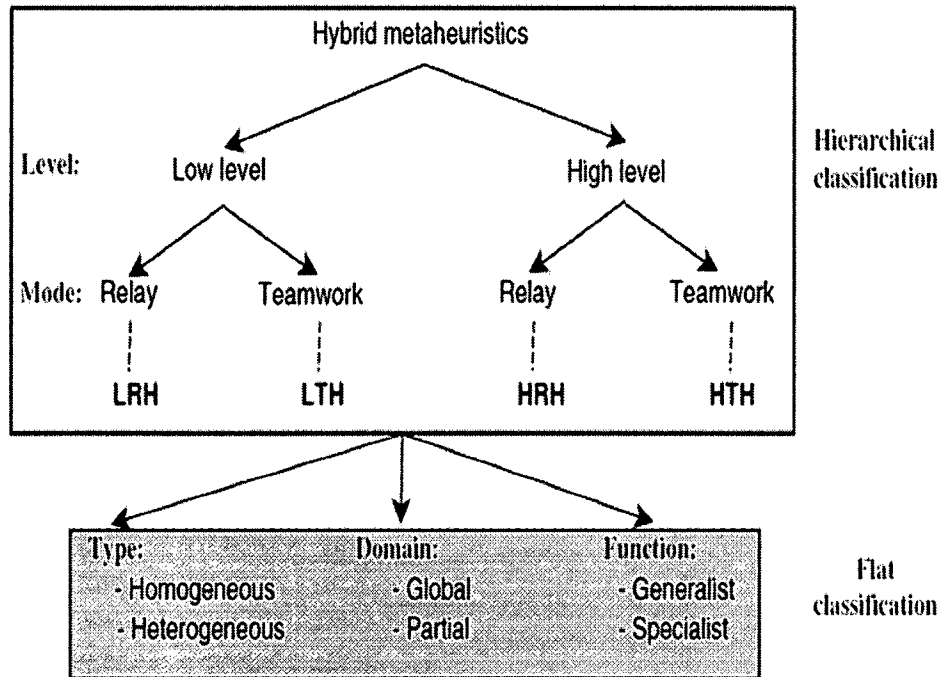 Hybrid metaheuristics
Hierarchical
classification
Level: Low level High level
Mode: Relay Teamwork Relay Teamwork
LRH LTH HRH HTH
Type: Domain: Function:
- Homogeneous - Global - Generalist
- Heterogeneous - Partial - Specialist
Flat
classification